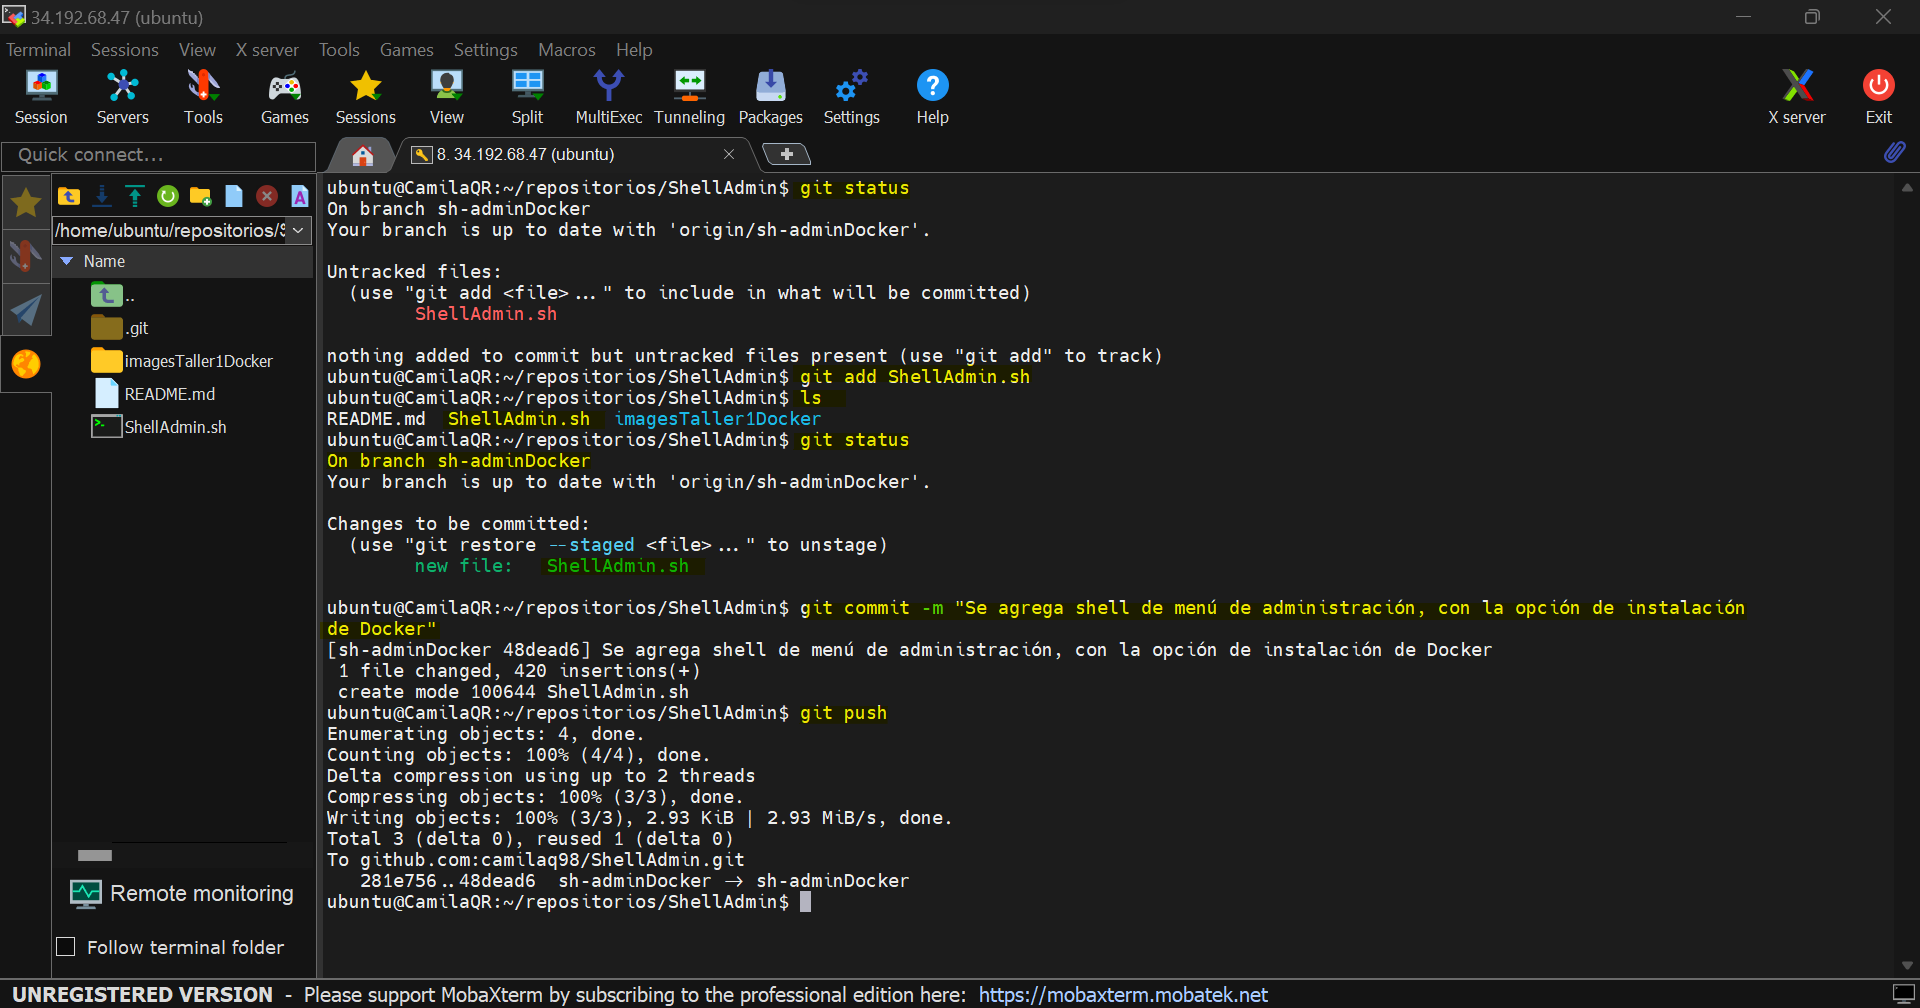 34.192.68.47 (ubuntu)
Terminal Sessions View X server Tools Games Settings Macros Help
Session Servers Tools Games Sessions View Split MultiExec Tunneling Packages Settings Help X server Exit
Quick connect...
8. 34.192.68.47 (ubuntu)
/home/ubuntu/repositorios/S
Name
..
.git
imagesTaller1Docker
README.md
ShellAdmin.sh
Remote monitoring
Follow terminal folder
ubuntu@CamilaQR:~/repositorios/ShellAdmin$ git status
On branch sh-adminDocker
Your branch is up to date with 'origin/sh-adminDocker'.
Untracked files:
(use "git add <file>..." to include in what will be committed)
ShellAdmin.sh
nothing added to commit but untracked files present (use "git add" to track)
ubuntu@CamilaQR:~/repositorios/ShellAdmin$ git add ShellAdmin.sh
ubuntu@CamilaQR:~/repositorios/ShellAdmin$ ls
README.md ShellAdmin.sh imagesTaller1Docker
ubuntu@CamilaQR:~/repositorios/ShellAdmin$ git status
On branch sh-adminDocker
Your branch is up to date with 'origin/sh-adminDocker'.
Changes to be committed:
(use "git restore --staged <file>..." to unstage)
new file: ShellAdmin.sh
ubuntu@CamilaQR:~/repositorios/ShellAdmin$ git commit -m "Se agrega shell de menú de administración, con la opción de instalación
de Docker"
[sh-adminDocker 48dead6] Se agrega shell de menú de administración, con la opción de instalación de Docker
1 file changed, 420 insertions(+)
create mode 100644 ShellAdmin.sh
ubuntu@CamilaQR:~/repositorios/ShellAdmin$ git push
Enumerating objects: 4, done.
Counting objects: 100% (4/4), done.
Delta compression using up to 2 threads
Compressing objects: 100% (3/3), done.
Writing objects: 100% (3/3), 2.93 KiB | 2.93 MiB/s, done.
Total 3 (delta 0), reused 1 (delta 0)
To github.com:camilaq98/ShellAdmin.git
281e756..48dead6 sh-adminDocker -> sh-adminDocker
ubuntu@CamilaQR:~/repositorios/ShellAdmin$
UNREGISTERED VERSION - Please support MobaXterm by subscribing to the professional edition here: https://mobaxterm.mobatek.net